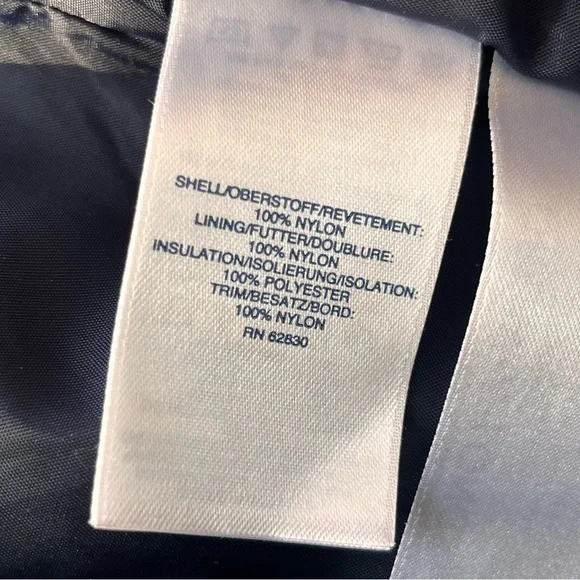 SHELL/OBERSTOFF/REVETEMENT:
100% NYLON
LINING/FUTTER/DOUBLURE:
100% NYLON
INSULATION/ISOLIERUNG/ISOLATION:
100% POLYESTER
TRIM/BESATZ/BORD:
100% NYLON
RN 62830